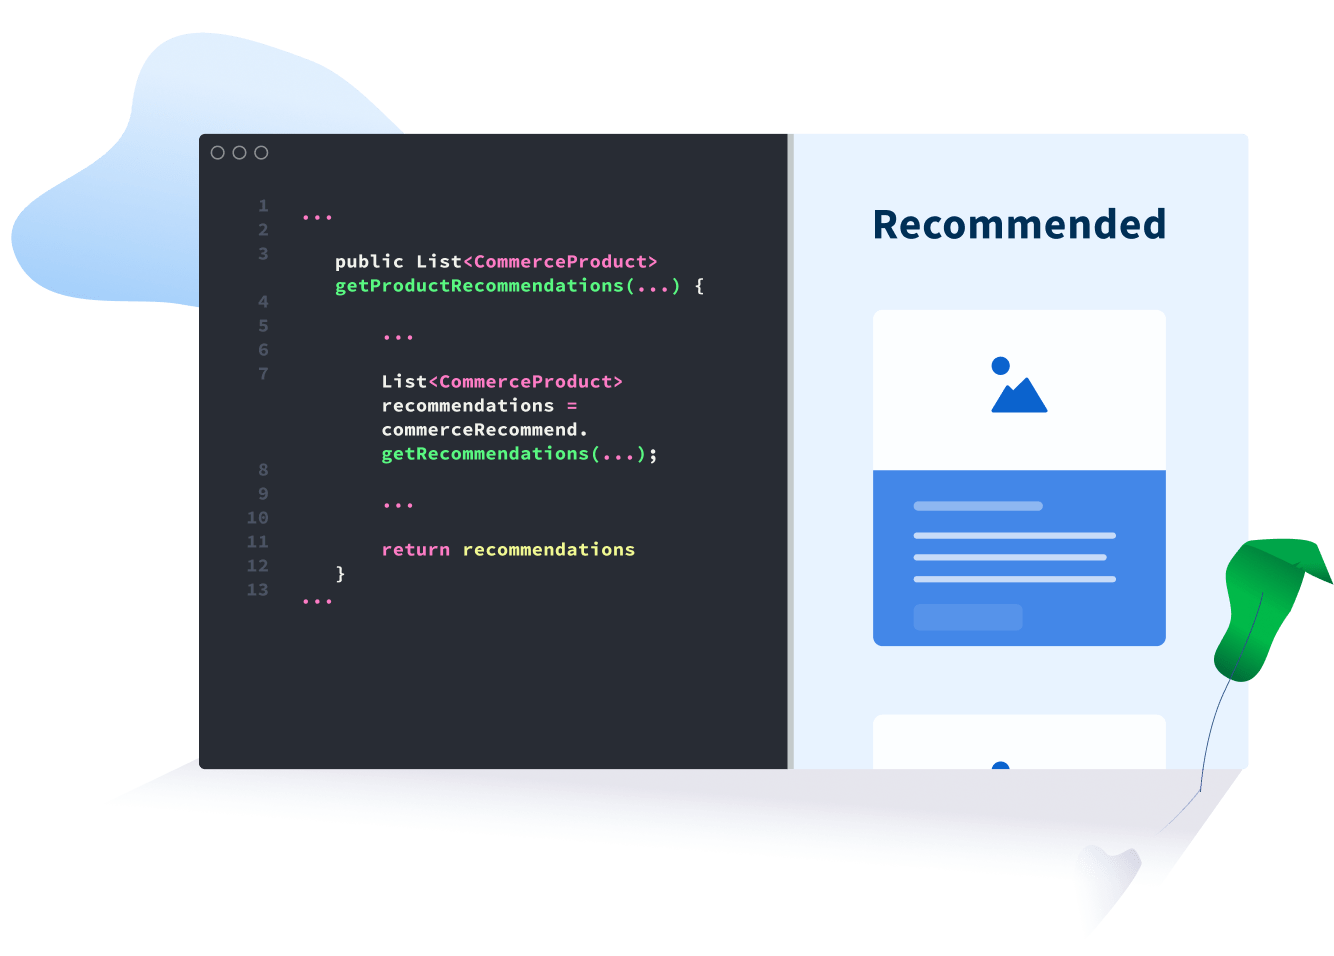 1 ...
2
3 public List<CommerceProduct>
getProductRecommendations(...) {
4
5 ...
6
7 List<CommerceProduct>
recommendations =
commerceRecommend.
getRecommendations(...);
8
9 ...
10
11 return recommendations
12 }
13 ...
Recommended